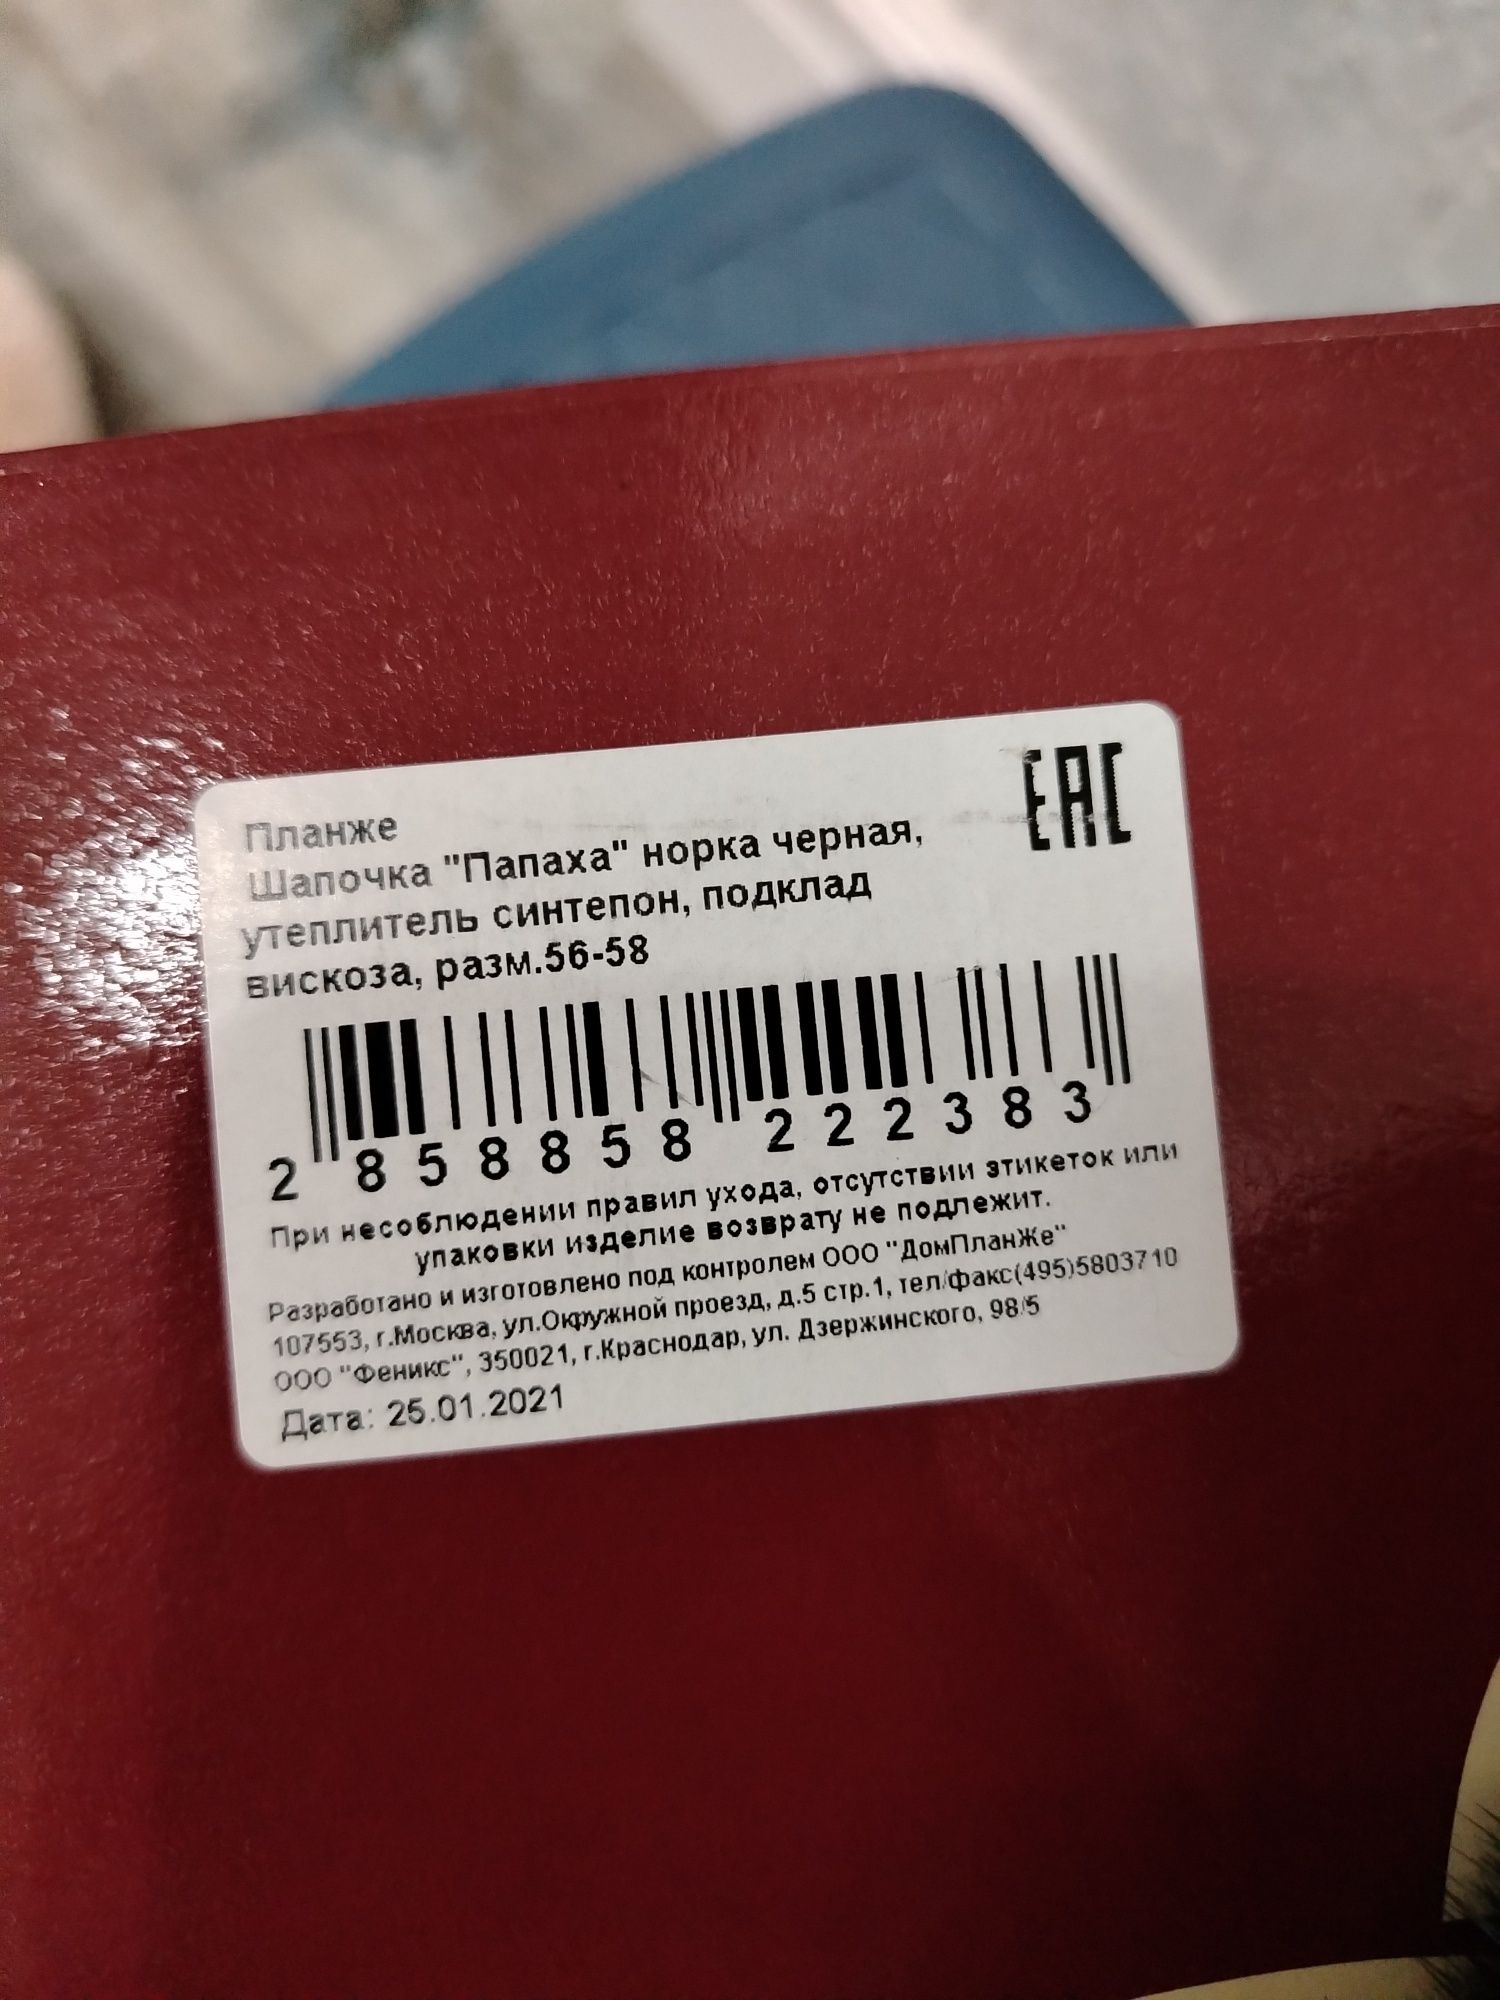 Планже
EAC
Шапочка "Папаха" норка черная,
утеплитель синтепон, подклад
вискоза, разм.56-58
2 858858 222383
При несоблюдении правил ухода, отсутствии этикеток или
упаковки изделие возврату не подлежит.
Разработано и изготовлено под контролем ООО "ДомПланЖе"
107553, г.Москва, ул.Окружной проезд, д.5 стр.1, тел/факс(495)5803710
ООО "Феникс", 350021, г.Краснодар, ул. Дзержинского, 98/5
Дата: 25.01.2021